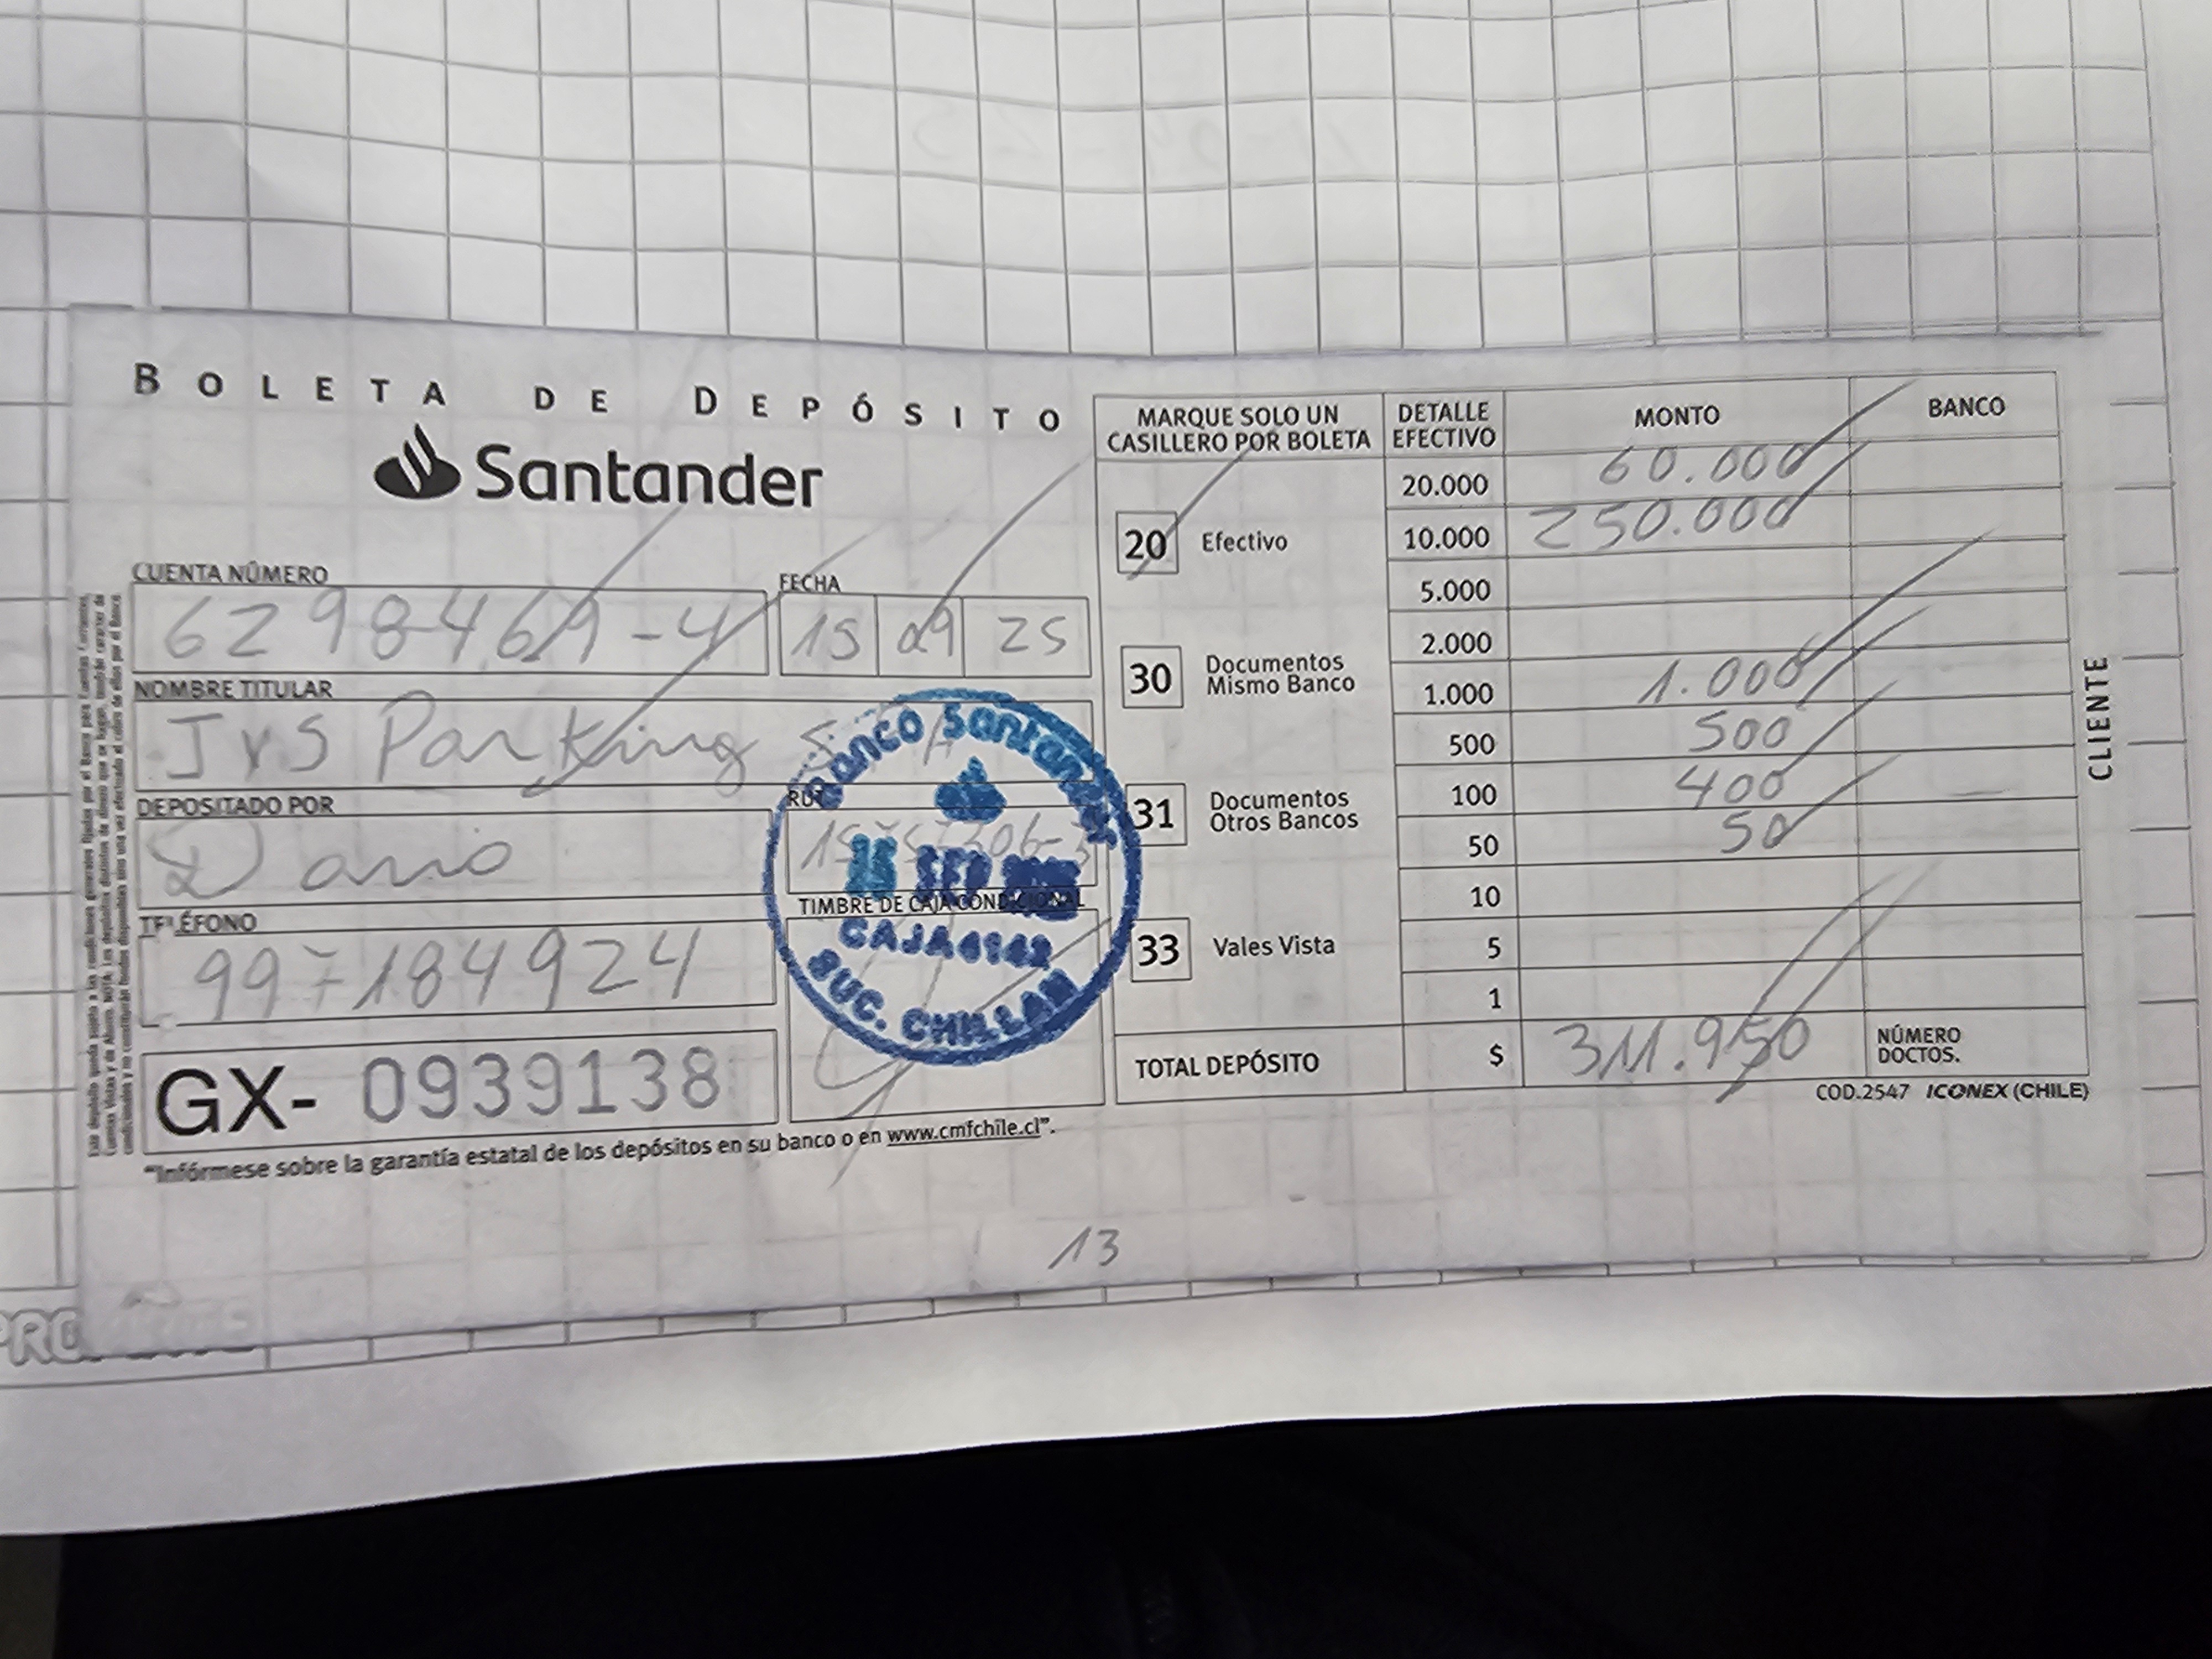 BOLETA DE DEPÓSITO
Santander
CUENTA NÚMERO
6298469-4
FECHA
15 09 25
NOMBRE TITULAR
JYS Parking
DEPOSITADO POR
Dario
RUT
TELÉFONO
997184924
TIMBRE DE CAJA CONDICIONAL
Banco Santander
SEP
SUC. CHILLAN
GX- 0939138
"Infórmese sobre la garantía estatal de los depósitos en su banco o en www.cmfchile.cl".
MARQUE SOLO UN
CASILLERO POR BOLETA
20 Efectivo
30 Documentos
Mismo Banco
31 Documentos
Otros Bancos
33 Vales Vista
DETALLE
EFECTIVO
MONTO
BANCO
20.000 60.000
10.000 250.000
5.000
2.000
1.000 1.000
500 500
100 400
50 50
10
5
1
TOTAL DEPÓSITO $ 311.950
NÚMERO
DOCTOS.
COD.2547 ICONEX (CHILE)
CLIENTE
13